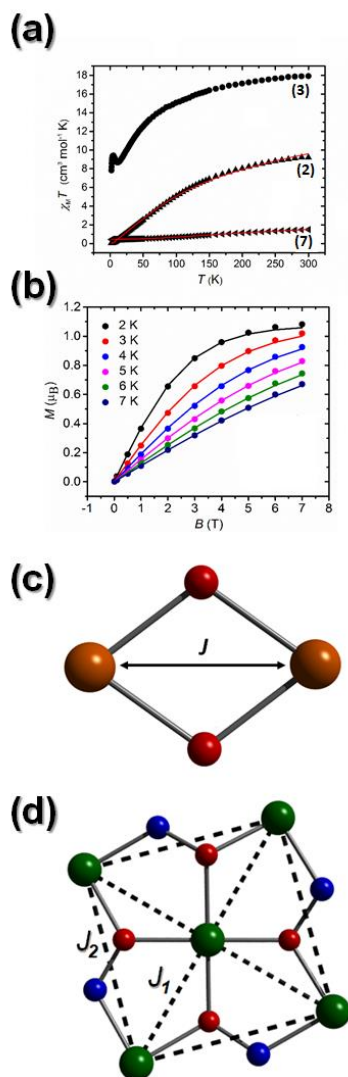 (a)
χMT (cm³ mol⁻¹ K)
18
16
14
12
10
8
6
4
2
0
(3)
(2)
(7)
0 50 100 150 200 250 300
T (K)
(b)
M (μB)
1.2
1.0
0.8
0.6
0.4
0.2
0.0
2 K
3 K
4 K
5 K
6 K
7 K
-1 0 1 2 3 4 5 6 7 8
B (T)
(c)
J
(d)
J₂
J₁